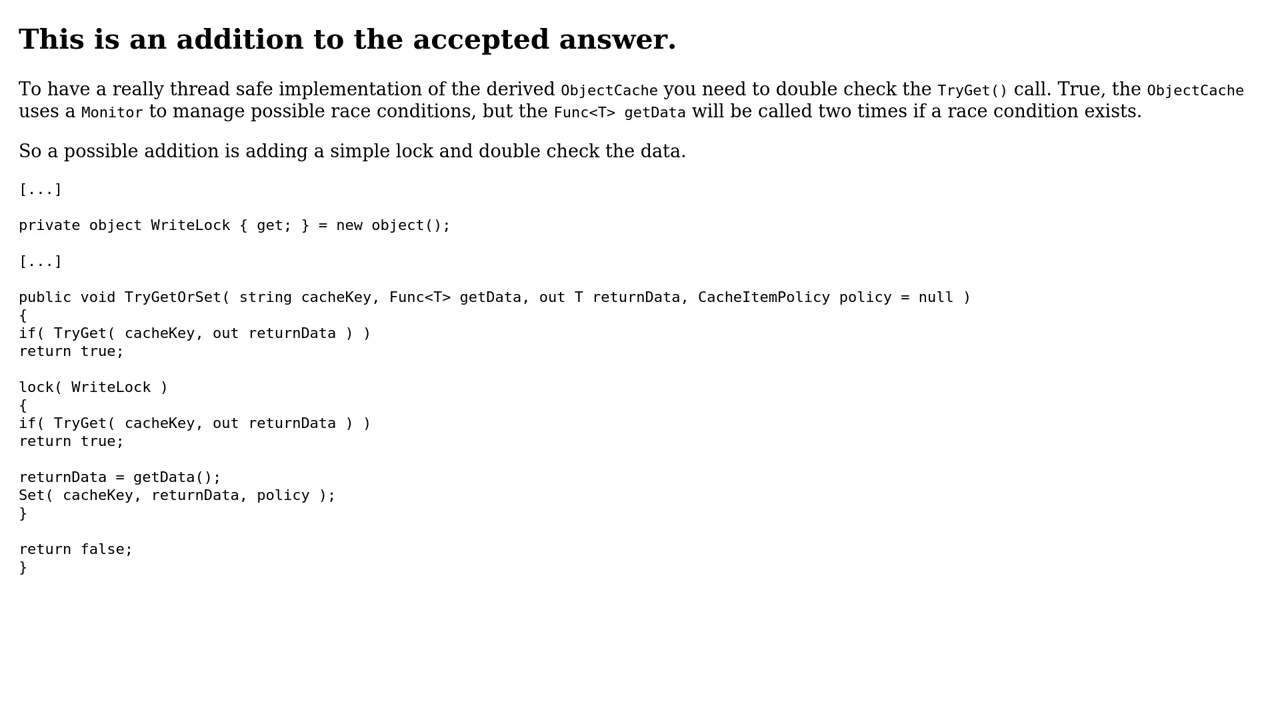 This is an addition to the accepted answer.
To have a really thread safe implementation of the derived ObjectCache you need to double check the TryGet() call. True, the ObjectCache
uses a Monitor to manage possible race conditions, but the Func<T> getData will be called two times if a race condition exists.
So a possible addition is adding a simple lock and double check the data.
[...]
private object WriteLock { get; } = new object();
[...]
public void TryGetOrSet( string cacheKey, Func<T> getData, out T returnData, CacheItemPolicy policy = null )
{
if( TryGet( cacheKey, out returnData ) )
return true;
lock( WriteLock )
{
if( TryGet( cacheKey, out returnData ) )
return true;
returnData = getData();
Set( cacheKey, returnData, policy );
}
return false;
}